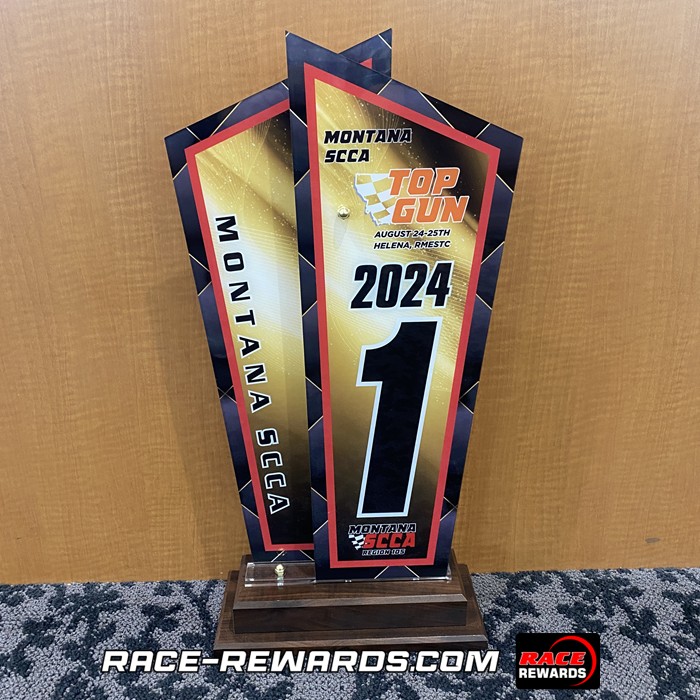 MONTANA SCCA
MONTANA
SCCA
TOP
GUN
AUGUST 24-25TH
HELENA, RMESTC
2024
1
MONTANA
SCCA
REGION 105
RACE-REWARDS.COM
RACE
REWARDS